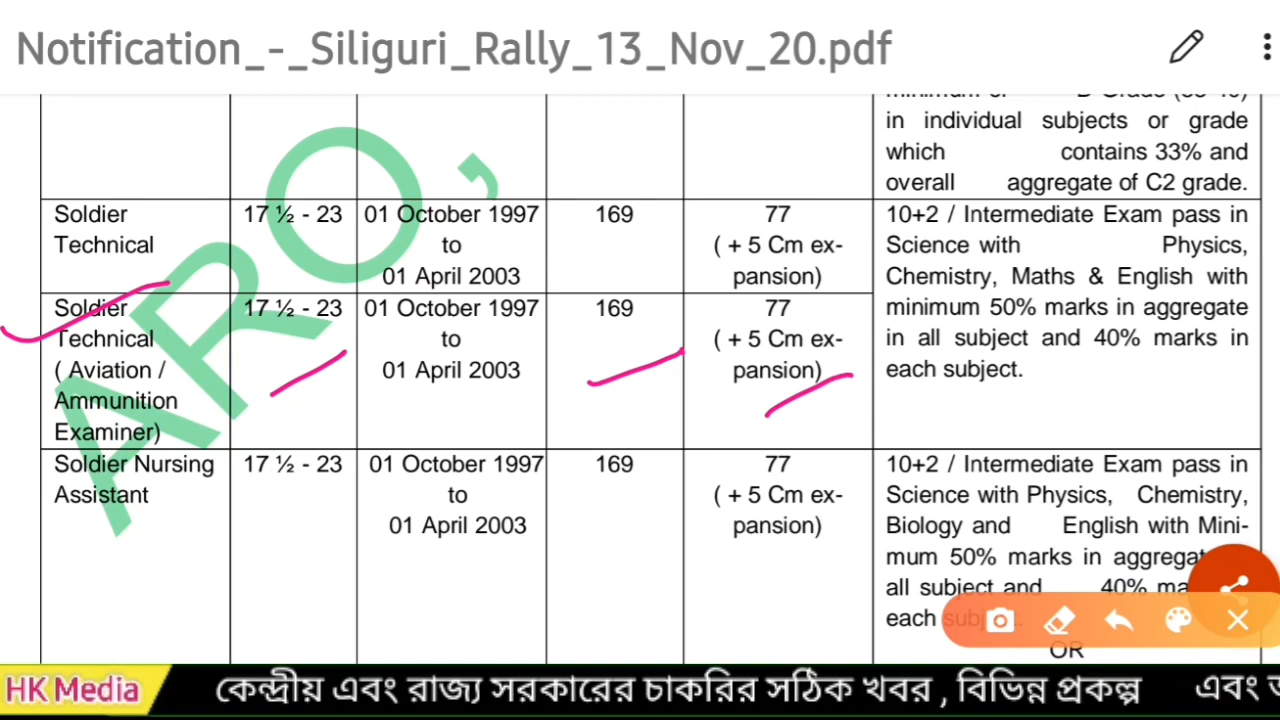 Notification_-_Siliguri_Rally_13_Nov_20.pdf
in individual subjects or grade
which contains 33% and
overall aggregate of C2 grade.
Soldier
Technical
17 ½ - 23
01 October 1997
to
01 April 2003
169
77
( + 5 Cm ex-
pansion)
10+2 / Intermediate Exam pass in
Science with Physics,
Chemistry, Maths & English with
minimum 50% marks in aggregate
in all subject and 40% marks in
each subject.
Soldier
Technical
( Aviation /
Ammunition
Examiner)
17 ½ - 23
01 October 1997
to
01 April 2003
169
77
( + 5 Cm ex-
pansion)
Soldier Nursing
Assistant
17 ½ - 23
01 October 1997
to
01 April 2003
169
77
( + 5 Cm ex-
pansion)
10+2 / Intermediate Exam pass in
Science with Physics, Chemistry,
Biology and English with Mini-
mum 50% marks in
all subject and 40%
each
OR
ARO,
HK Media
কেন্দ্রীয় এবং রাজ্য সরকারের চাকরির সঠিক খবর , বিভিন্ন প্রকল্প এবং